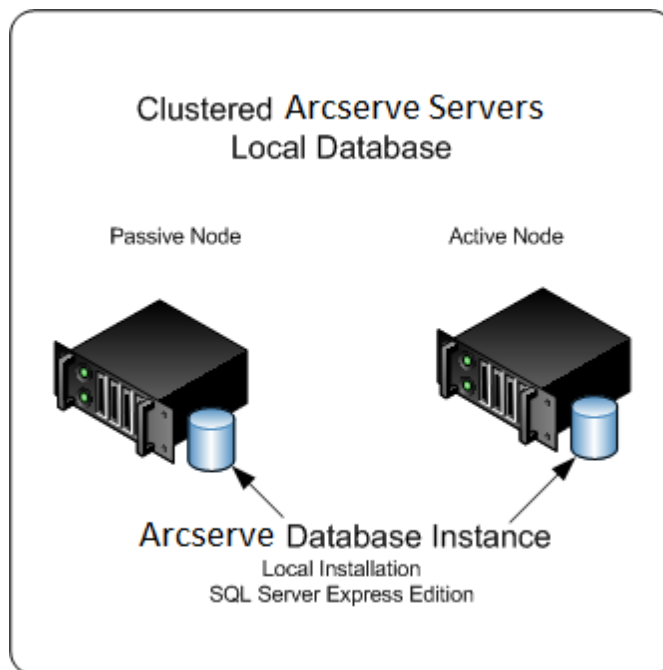 Clustered Arcserve Servers
Local Database
Passive Node
Active Node
Arcserve Database Instance
Local Installation
SQL Server Express Edition